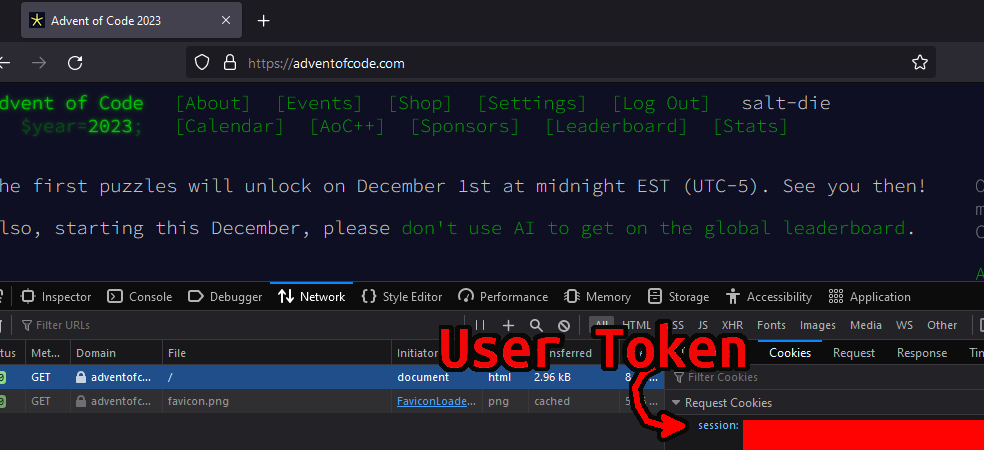 Advent of Code 2023
https://adventofcode.com
dvent of Code [About] [Events] [Shop] [Settings] [Log Out] salt-die
$year=2023; [Calendar] [AoC++] [Sponsors] [Leaderboard] [Stats]
he first puzzles will unlock on December 1st at midnight EST (UTC-5). See you then!
lso, starting this December, please don't use AI to get on the global leaderboard.
Inspector Console Debugger Network Style Editor Performance Memory Storage Accessibility Application
Filter URLs All HTML SS JS XHR Fonts Images Media WS Other
User Token
tus Met... Domain File Initiator nsferred Cookies Request Response Tin
GET adventofc... / document html 2.96 kB 8... Filter Cookies
GET adventofc... favicon.png FaviconLoade... png cached 5... Request Cookies
session: